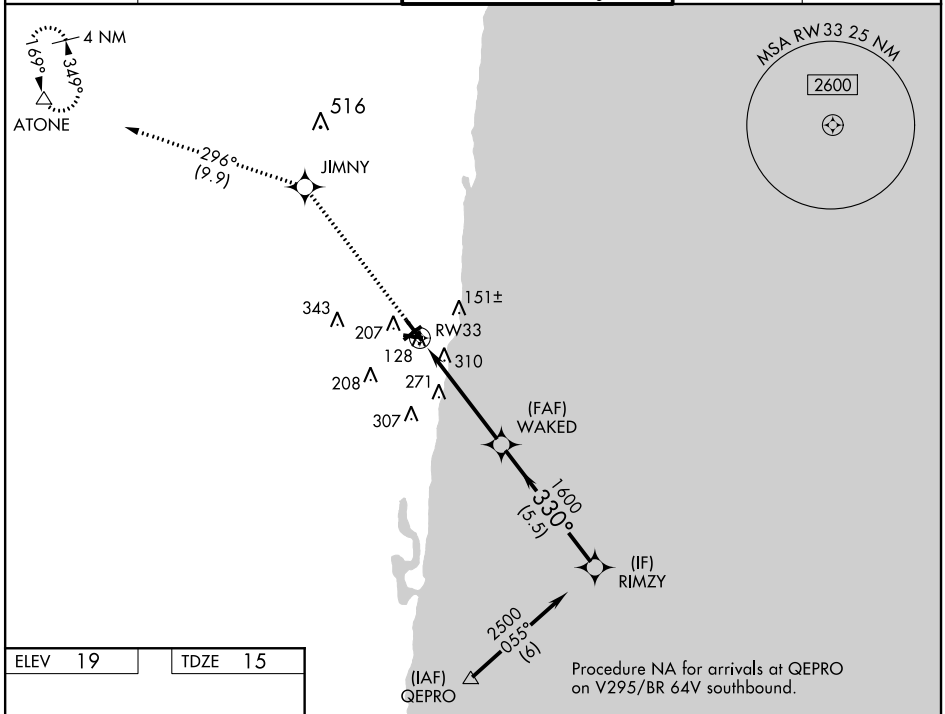 4 NM
169°
349°
ATONE
MSA RW33 25 NM
2600
516
296°
(9.9)
JIMNY
343
207
151±
RW33
128
310
208
271
307
(FAF)
WAKED
1600
330°
(5.5)
(IF)
RIMZY
2500
055°
(6)
(IAF)
QEPRO
Procedure NA for arrivals at QEPRO
on V295/BR 64V southbound.
ELEV 19
TDZE 15